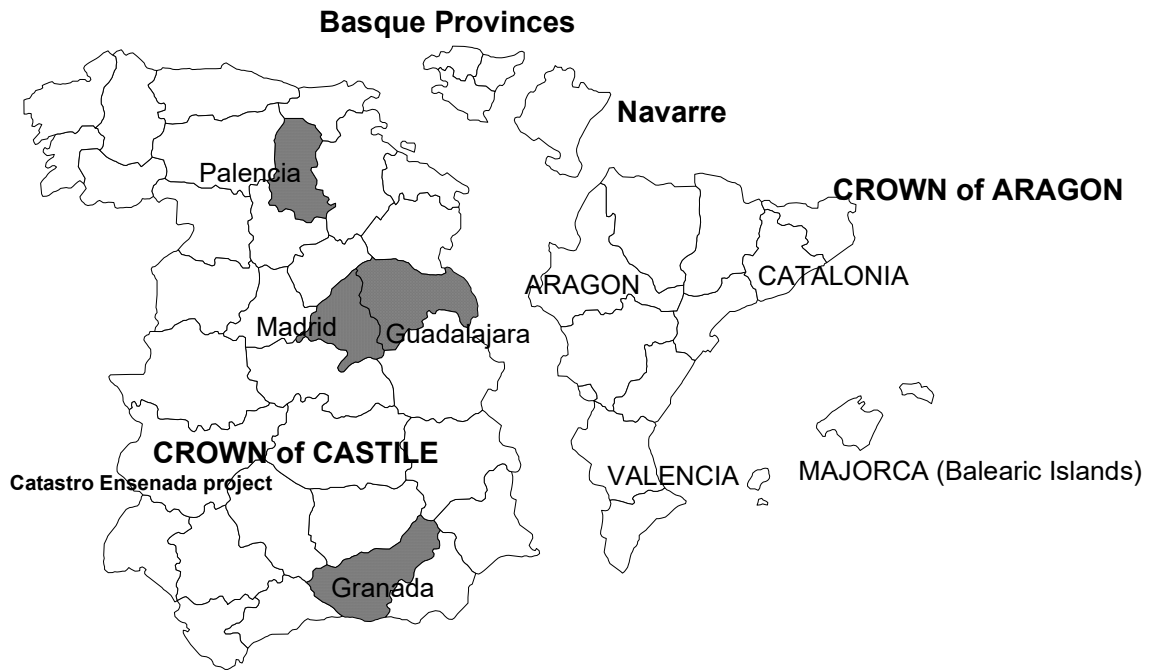 Basque Provinces
Navarre
Palencia
CROWN of ARAGON
ARAGON
CATALONIA
Madrid
Guadalajara
CROWN of CASTILE
Catastro Ensenada project
VALENCIA
MAJORCA (Balearic Islands)
Granada